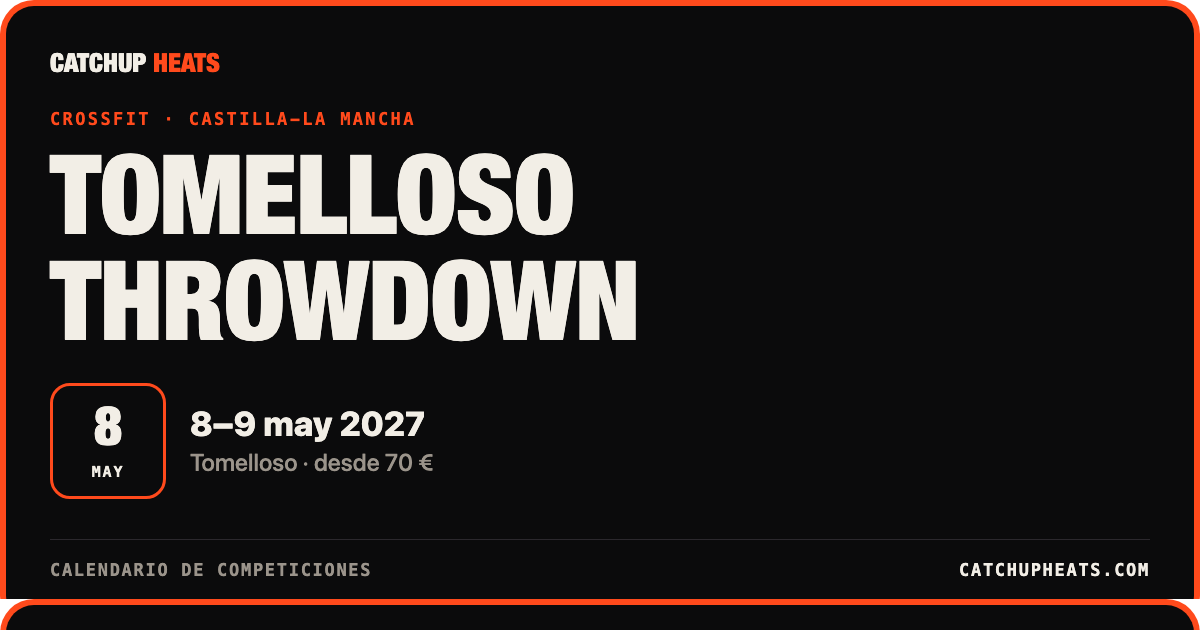 CATCHUP HEATS
CROSSFIT · CASTILLA–LA MANCHA
TOMELLOSO
THROWDOWN
8
MAY
8–9 may 2027
Tomelloso · desde 70 €
CALENDARIO DE COMPETICIONES
CATCHUPHEATS.COM